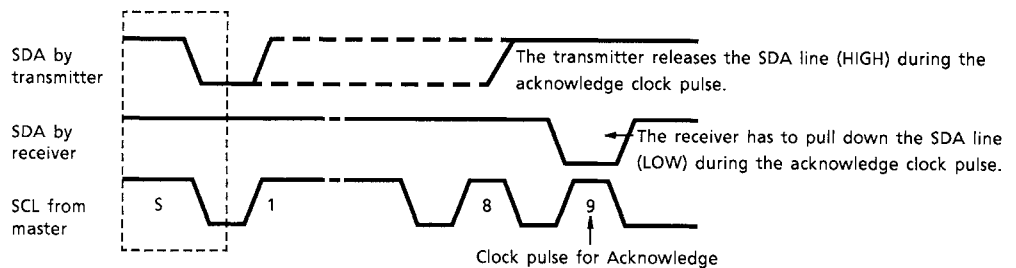 SDA by
transmitter
The transmitter releases the SDA line (HIGH) during the
acknowledge clock pulse.
SDA by
receiver
The receiver has to pull down the SDA line
(LOW) during the acknowledge clock pulse.
SCL from
master
S
1
8
9
Clock pulse for Acknowledge